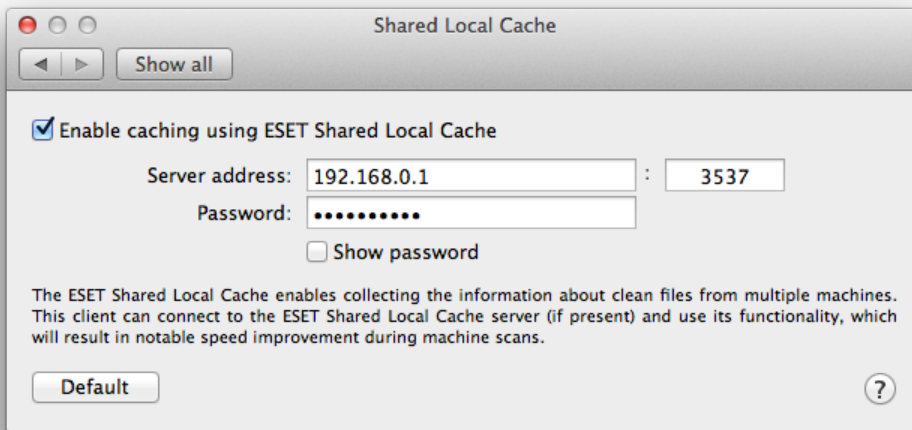 Shared Local Cache
Show all
Enable caching using ESET Shared Local Cache
Server address: 192.168.0.1 : 3537
Password: ••••••••••
Show password
The ESET Shared Local Cache enables collecting the information about clean files from multiple machines.
This client can connect to the ESET Shared Local Cache server (if present) and use its functionality, which
will result in notable speed improvement during machine scans.
Default ?